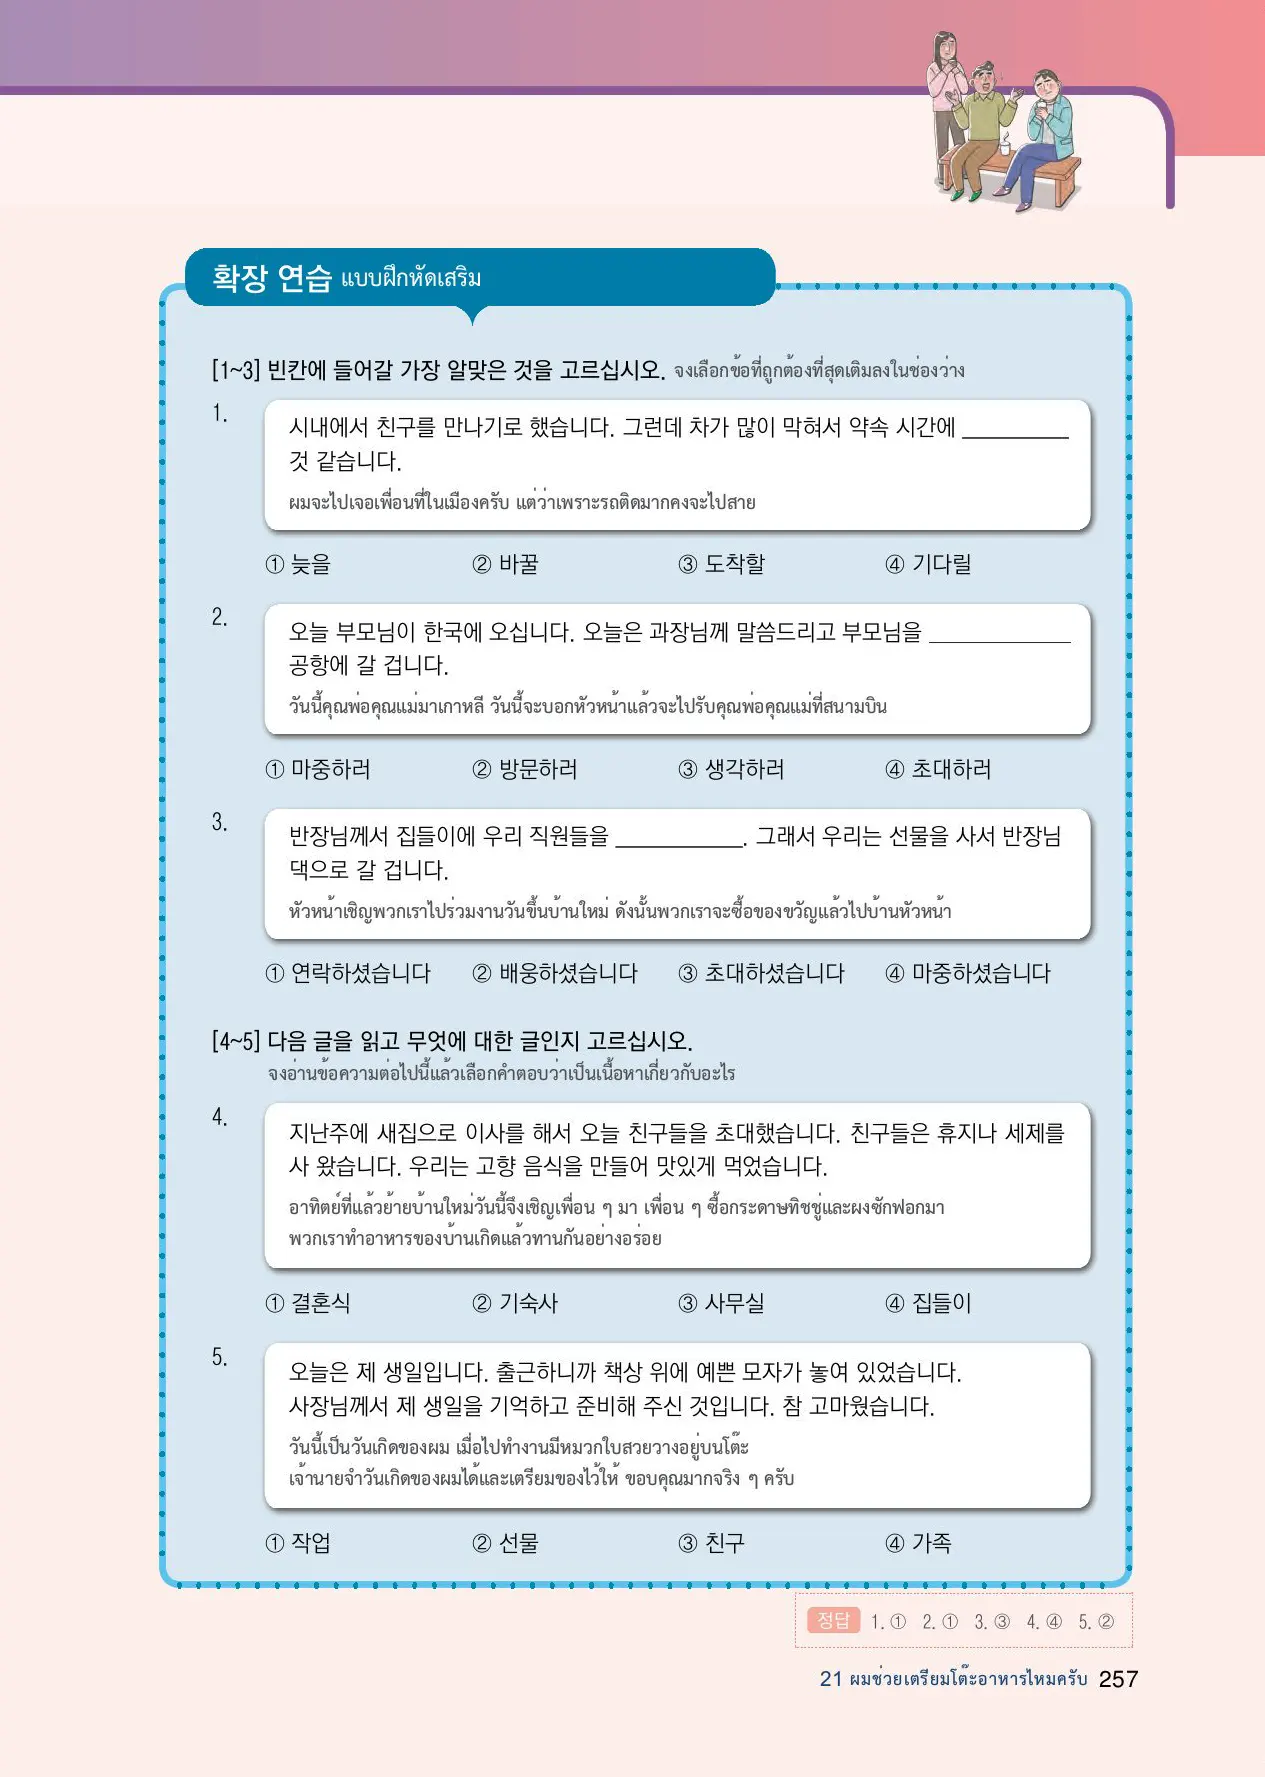 확장 연습 แบบฝึกหัดเสริม
[1~3] 빈칸에 들어갈 가장 알맞은 것을 고르십시오. จงเลือกข้อที่ถูกต้องที่สุดเติมลงในช่องว่าง
1.
시내에서 친구를 만나기로 했습니다. 그런데 차가 많이 막혀서 약속 시간에 __________
것 같습니다.
ผมจะไปเจอเพื่อนที่ในเมืองครับ แต่ว่าเพราะรถติดมากคงจะไปสาย
① 늦을 ② 바꿀 ③ 도착할 ④ 기다릴
2.
오늘 부모님이 한국에 오십니다. 오늘은 과장님께 말씀드리고 부모님을 __________
공항에 갈 겁니다.
วันนี้คุณพ่อคุณแม่มาเกาหลี วันนี้จะบอกหัวหน้าแล้วจะไปรับคุณพ่อคุณแม่ที่สนามบิน
① 마중하러 ② 방문하러 ③ 생각하러 ④ 초대하러
3.
반장님께서 집들이에 우리 직원들을 __________. 그래서 우리는 선물을 사서 반장님
댁으로 갈 겁니다.
หัวหน้าเชิญพวกเราไปร่วมงานวันขึ้นบ้านใหม่ ดังนั้นพวกเราจะซื้อของขวัญแล้วไปบ้านหัวหน้า
① 연락하셨습니다 ② 배웅하셨습니다 ③ 초대하셨습니다 ④ 마중하셨습니다
[4~5] 다음 글을 읽고 무엇에 대한 글인지 고르십시오.
จงอ่านข้อความต่อไปนี้แล้วเลือกคำตอบว่าเป็นเนื้อหาเกี่ยวกับอะไร
4.
지난주에 새집으로 이사를 해서 오늘 친구들을 초대했습니다. 친구들은 휴지나 세제를
사 왔습니다. 우리는 고향 음식을 만들어 맛있게 먹었습니다.
อาทิตย์ที่แล้วย้ายบ้านใหม่วันนี้จึงเชิญเพื่อน ๆ มา เพื่อน ๆ ซื้อกระดาษทิชชู่และผงซักฟอกมา
พวกเราทำอาหารของบ้านเกิดแล้วทานกันอย่างอร่อย
① 결혼식 ② 기숙사 ③ 사무실 ④ 집들이
5.
오늘은 제 생일입니다. 출근하니까 책상 위에 예쁜 모자가 놓여 있었습니다.
사장님께서 제 생일을 기억하고 준비해 주신 것입니다. 참 고마웠습니다.
วันนี้เป็นวันเกิดของผม เมื่อไปทำงานมีหมวกใบสวยวางอยู่บนโต๊ะ
เจ้านายจำวันเกิดของผมได้และเตรียมของไว้ให้ ขอบคุณมากจริง ๆ ครับ
① 작업 ② 선물 ③ 친구 ④ 가족
정답 1. ① 2. ① 3. ③ 4. ④ 5. ②
21 ผมช่วยเตรียมโต๊ะอาหารไหมครับ 257